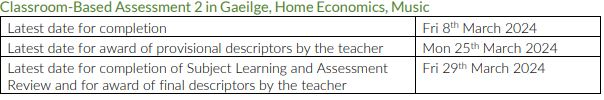 Classroom-Based Assessment 2 in Gaeilge, Home Economics, Music
Latest date for completion Fri 8th March 2024
Latest date for award of provisional descriptors by the teacher Mon 25th March 2024
Latest date for completion of Subject Learning and Assessment Fri 29th March 2024
Review and for award of final descriptors by the teacher